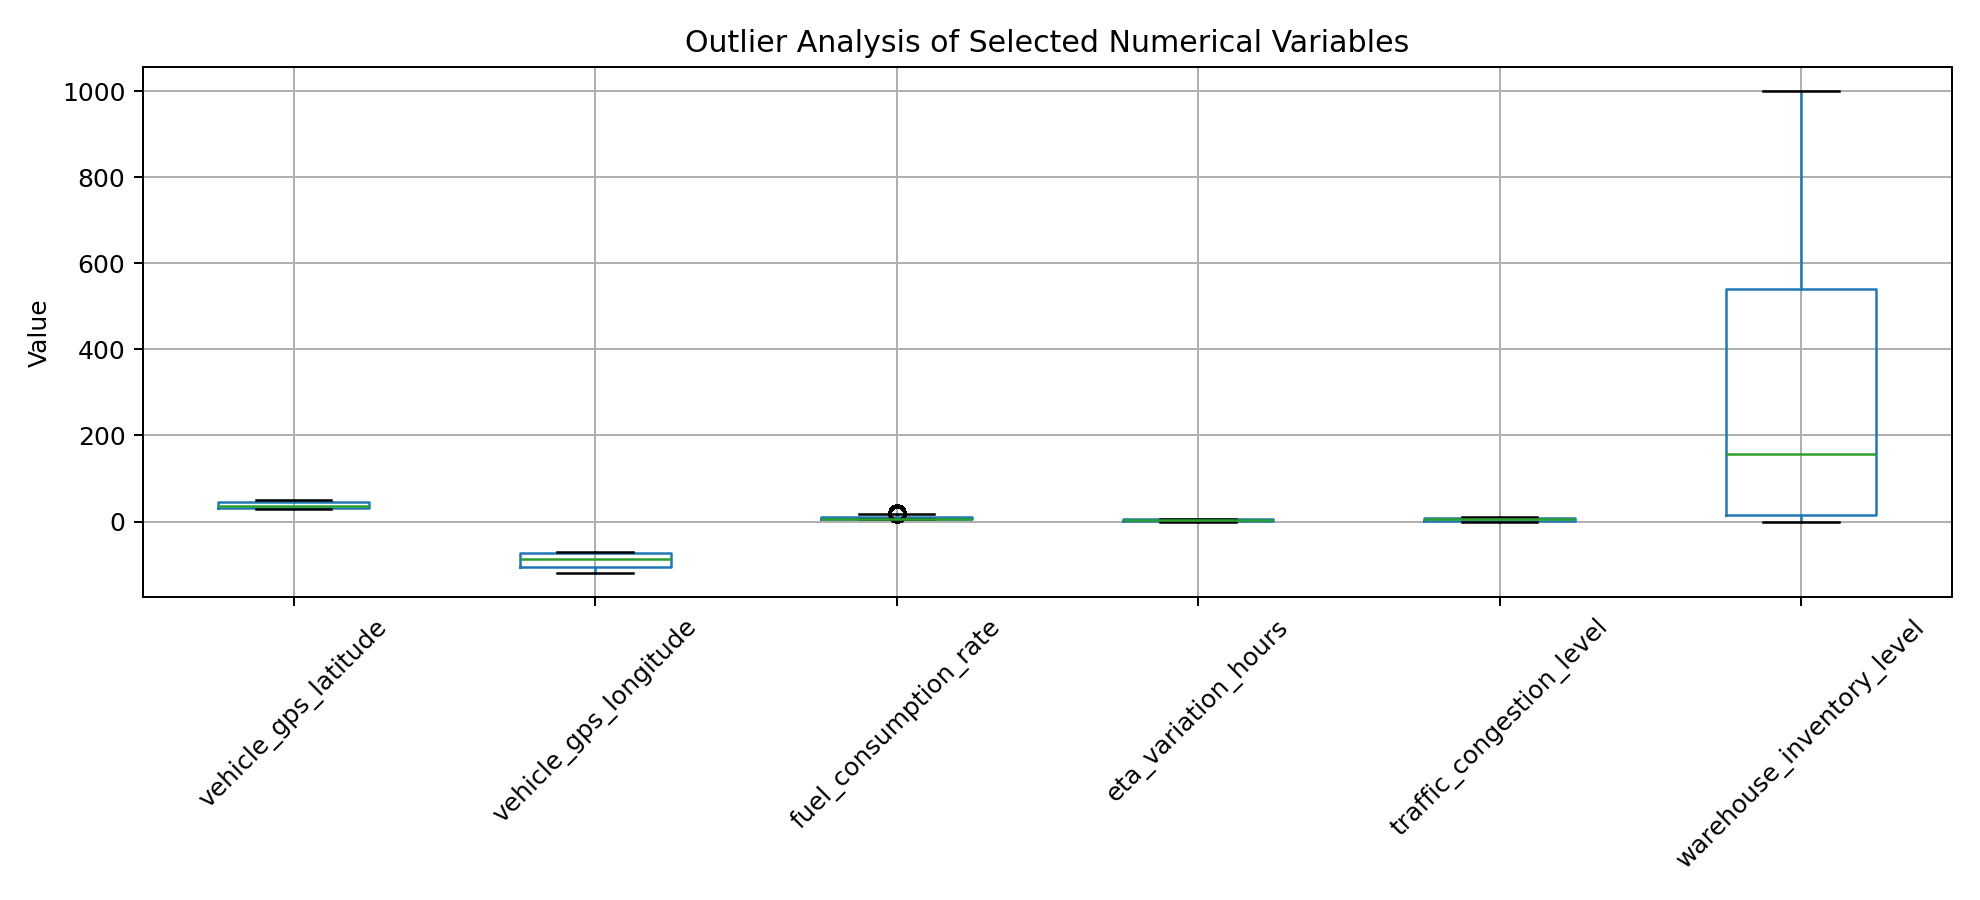 Outlier Analysis of Selected Numerical Variables
1000
800
600
400
200
0
Value
vehicle_gps_latitude
vehicle_gps_longitude
fuel_consumption_rate
eta_variation_hours
traffic_congestion_level
warehouse_inventory_level